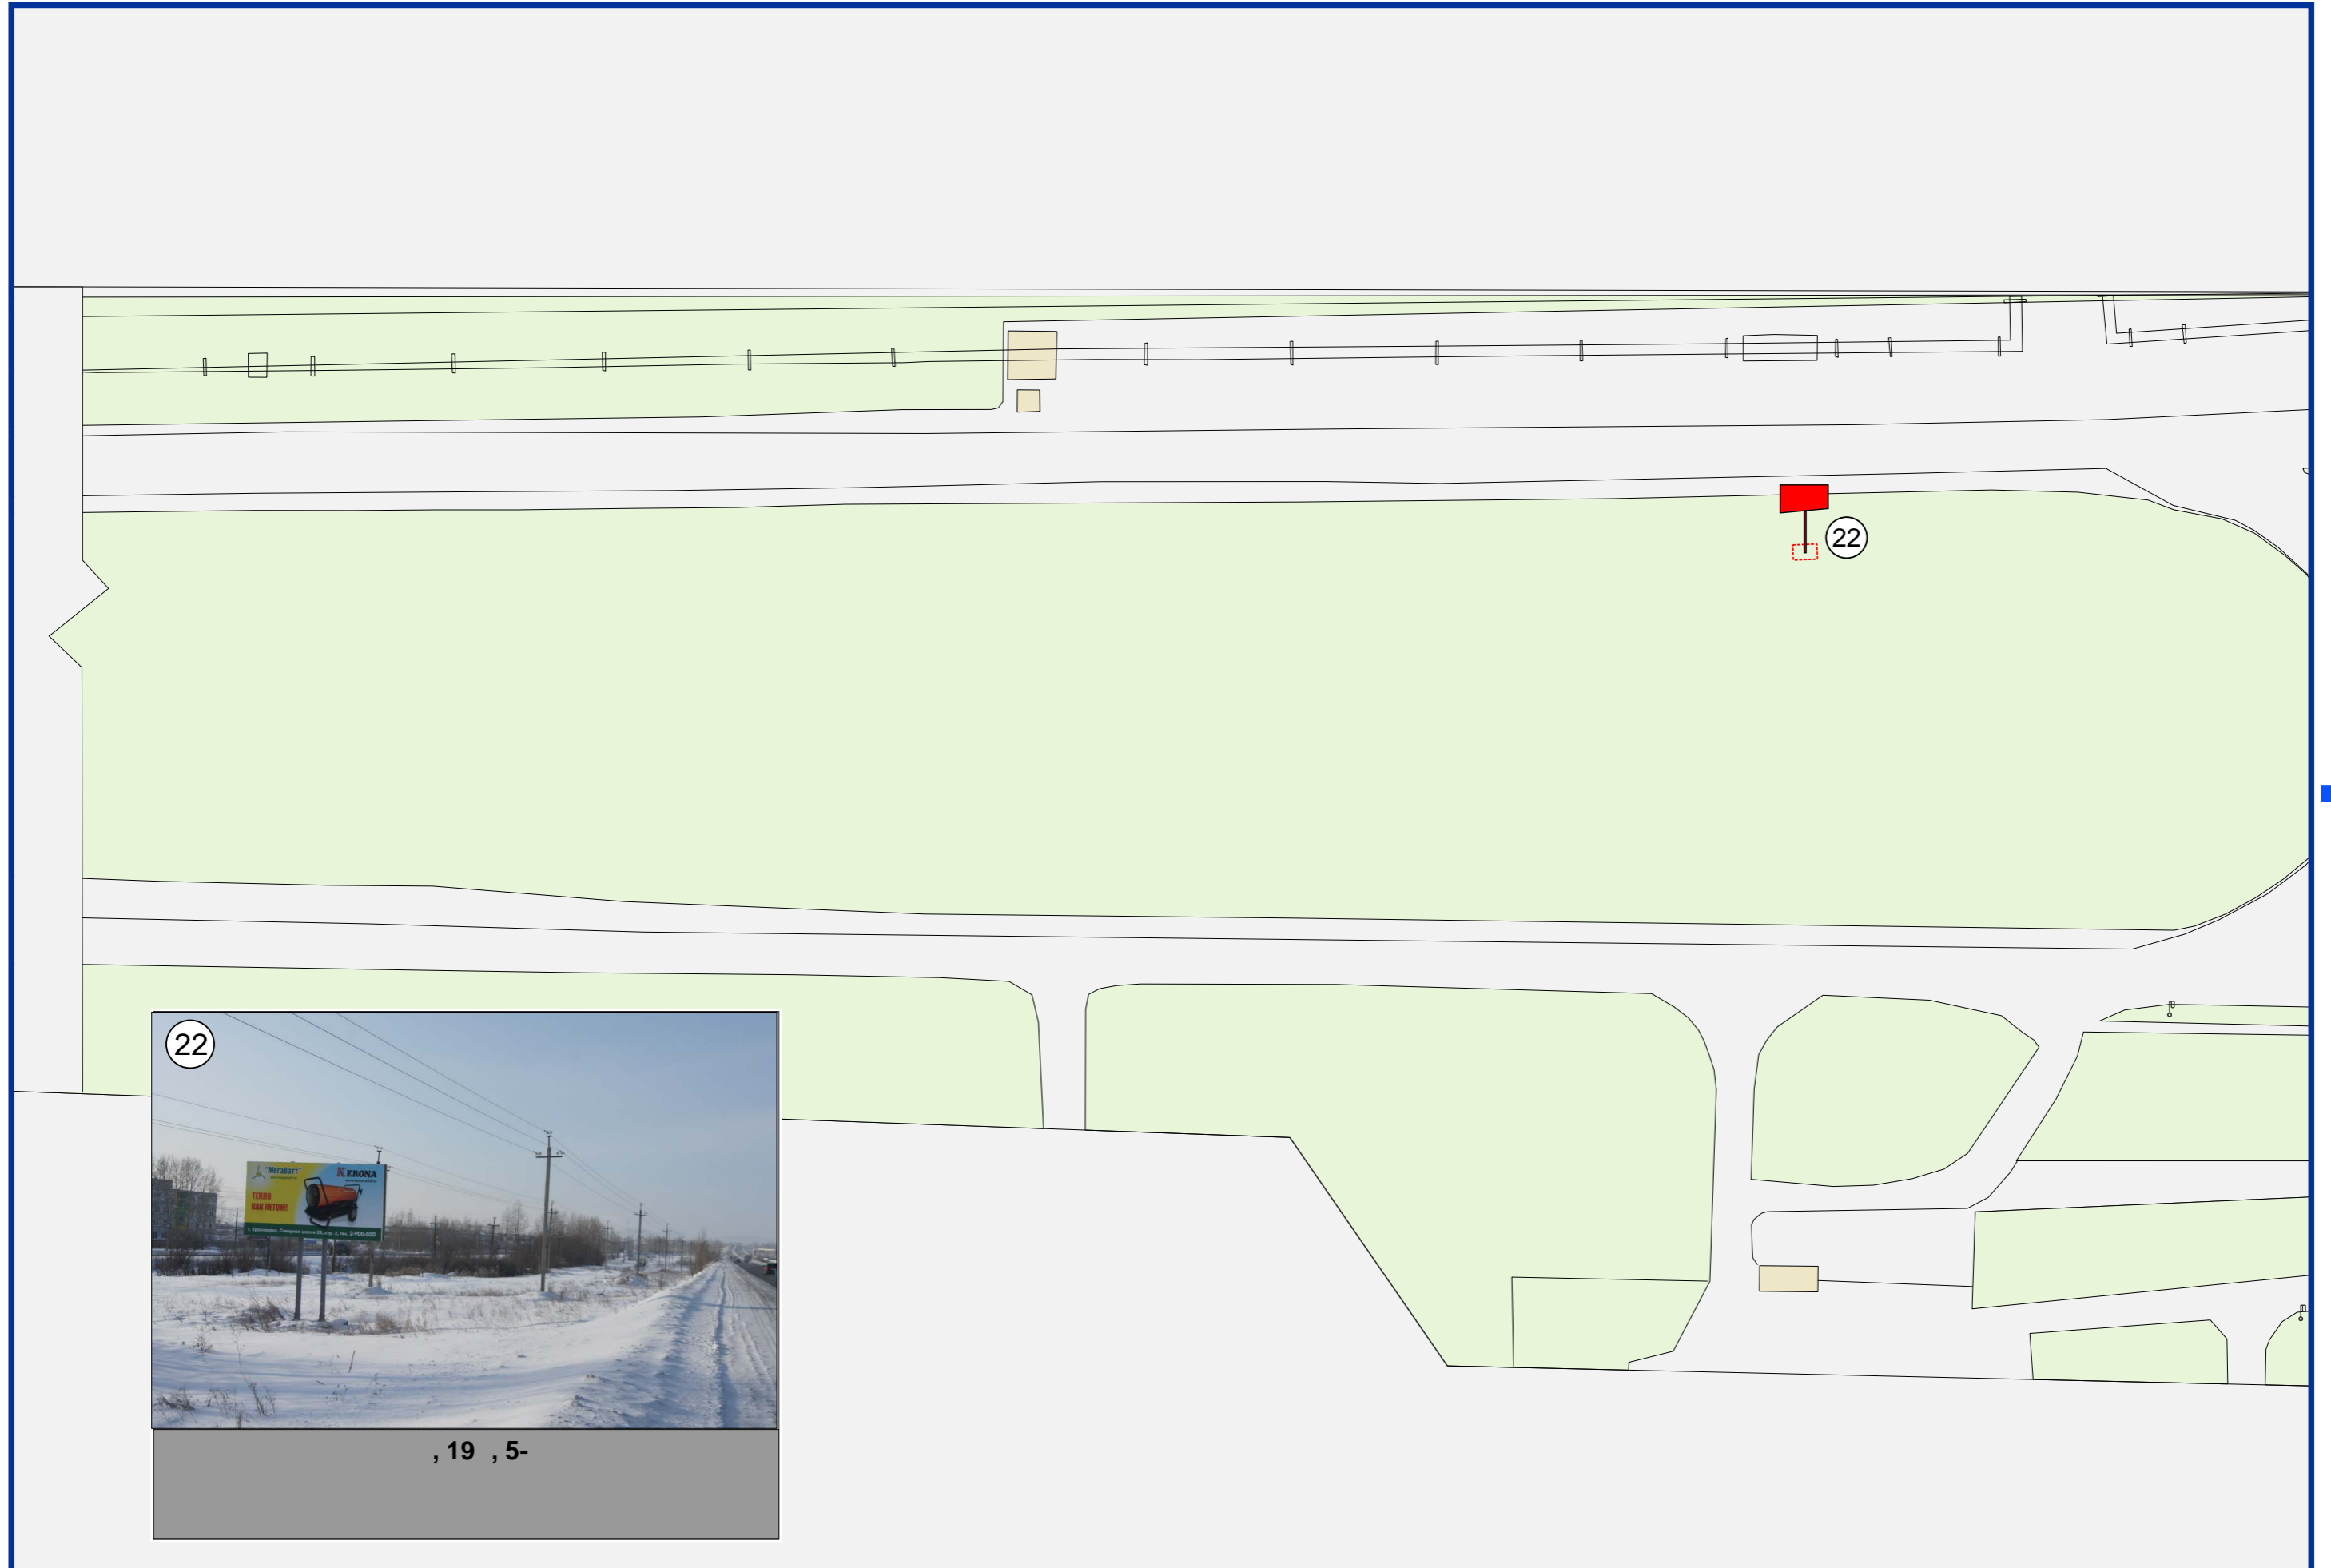 22
22
"МегаВатт"
KERONA
ТЕПЛО
КАК ЛЕТОМ!
, 19 , 5-